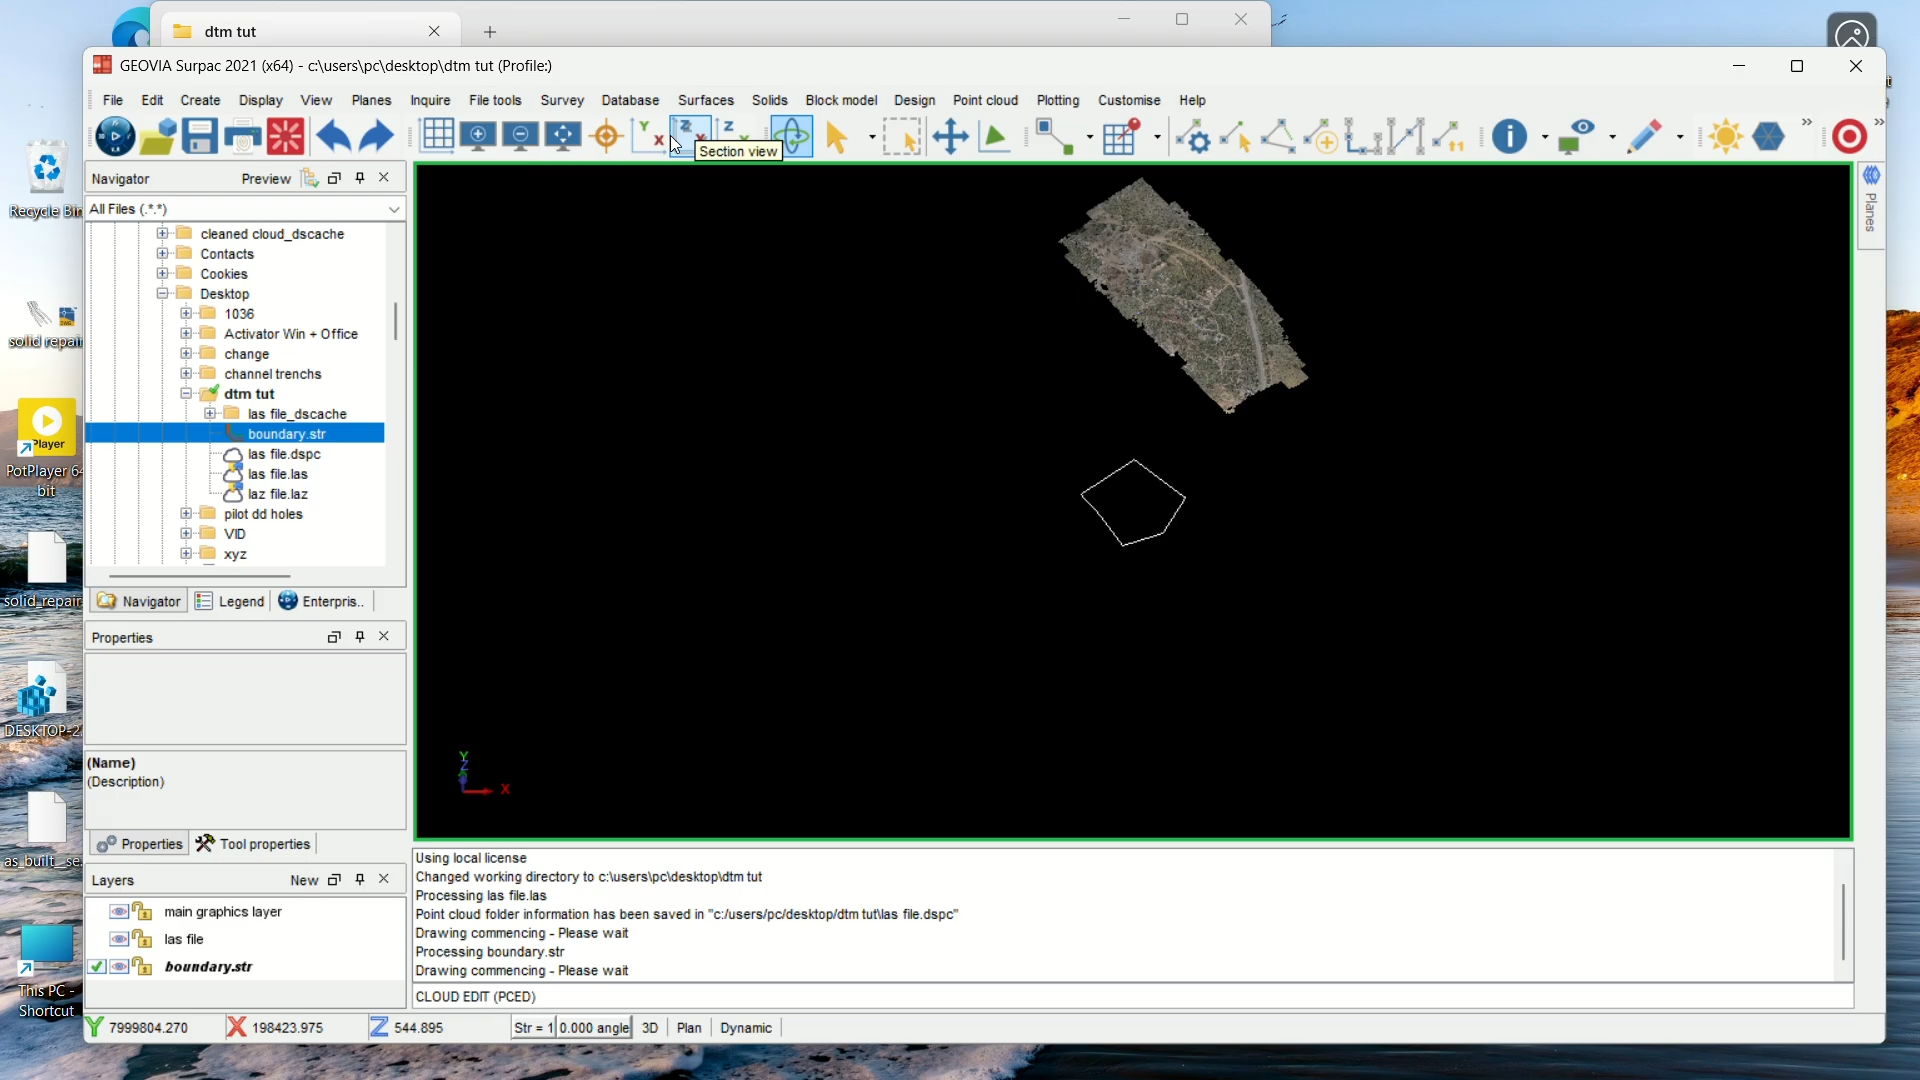 dtm tut
GEOVIA Surpac 2021 (x64) - c:\users\pc\desktop\dtm tut (Profile:)
File Edit Create Display View Planes Inquire File tools Survey Database Surfaces Solids Block model Design Point cloud Plotting Customise Help
Section view
Navigator Preview
All Files (*.*)
cleaned cloud_dscache
Contacts
Cookies
Desktop
1036
Activator Win + Office
change
channel trenchs
dtm tut
las file_dscache
boundary.str
las file.dspc
las file.las
laz file.laz
pilot dd holes
VID
xyz
Navigator Legend Enterpris..
Properties
(Name)
(Description)
Properties Tool properties
Layers New
main graphics layer
las file
boundary.str
Planes
Y
Z
X
Using local license
Changed working directory to c:\users\pc\desktop\dtm tut
Processing las file.las
Point cloud folder information has been saved in "c:/users/pc/desktop/dtm tut\las file.dspc"
Drawing commencing - Please wait
Processing boundary.str
Drawing commencing - Please wait
CLOUD EDIT (PCED)
Y 7999804.270 X 198423.975 Z 544.895 Str = 1 0.000 angle 3D Plan Dynamic
Recycle Bin
solid repair
Player
PotPlayer 64
bit
solid_repair
DESKTOP-2
as_built_se
This PC -
Shortcut